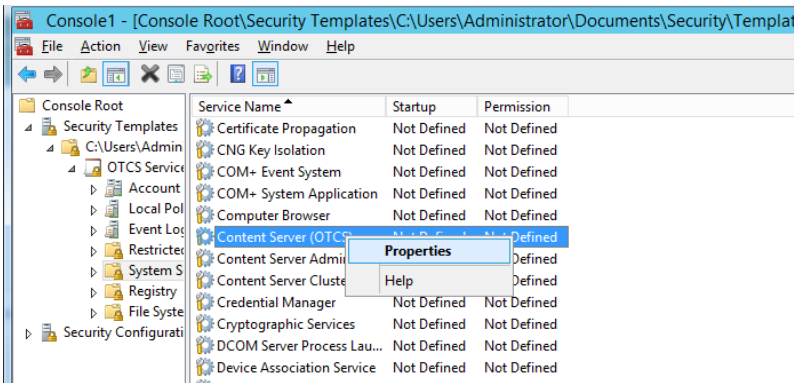 Console1 - [Console Root\Security Templates\C:\Users\Administrator\Documents\Security\Templat
File Action View Favorites Window Help
Console Root
Security Templates
C:\Users\Admin
OTCS Service
Account
Local Pol
Event Log
Restricted
System S
Registry
File Syste
Security Configurati
Service Name Startup Permission
Certificate Propagation Not Defined Not Defined
CNG Key Isolation Not Defined Not Defined
COM+ Event System Not Defined Not Defined
COM+ System Application Not Defined Not Defined
Computer Browser Not Defined Not Defined
Content Server (OTCS) Not Defined Not Defined
Content Server Admi Defined
Content Server Cluste Defined
Credential Manager Not Defined Not Defined
Cryptographic Services Not Defined Not Defined
DCOM Server Process Lau... Not Defined Not Defined
Device Association Service Not Defined Not Defined
Properties
Help